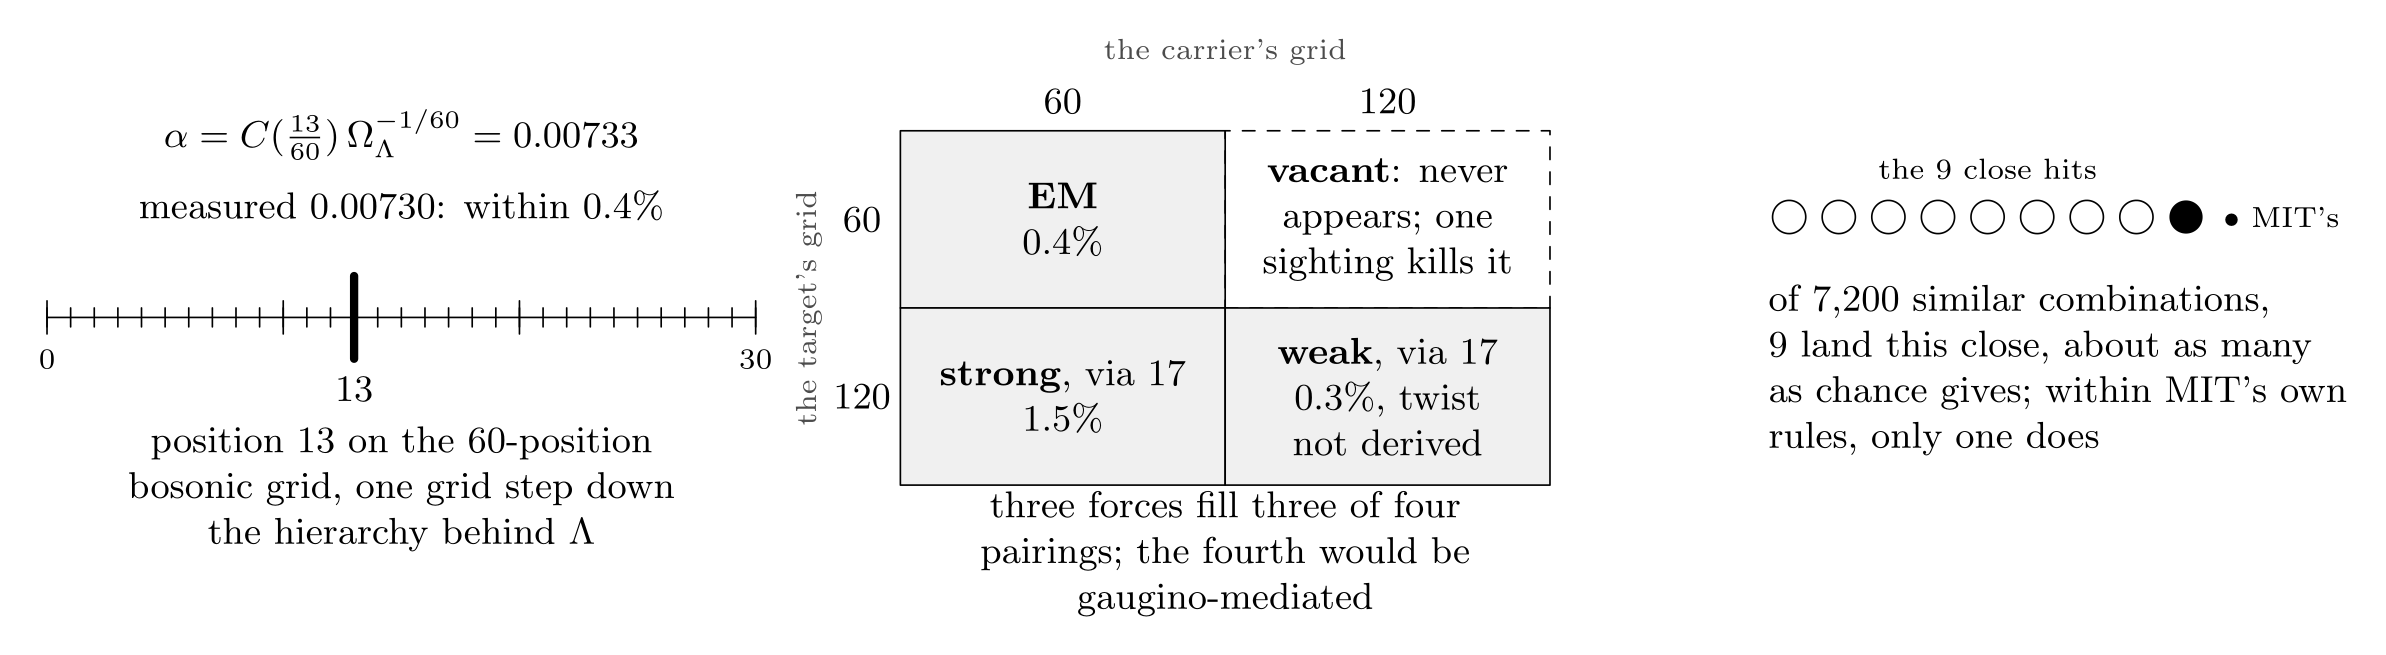 α = C(13/60) Ω_Λ^{−1/60} = 0.00733
measured 0.00730: within 0.4%
0
30
13
position 13 on the 60-position
bosonic grid, one grid step down
the hierarchy behind Λ
the carrier's grid
60
120
the target's grid
60
EM
0.4%
vacant: never
appears; one
sighting kills it
120
strong, via 17
1.5%
weak, via 17
0.3%, twist
not derived
three forces fill three of four
pairings; the fourth would be
gaugino-mediated
the 9 close hits
• MIT's
of 7,200 similar combinations,
9 land this close, about as many
as chance gives; within MIT's own
rules, only one does